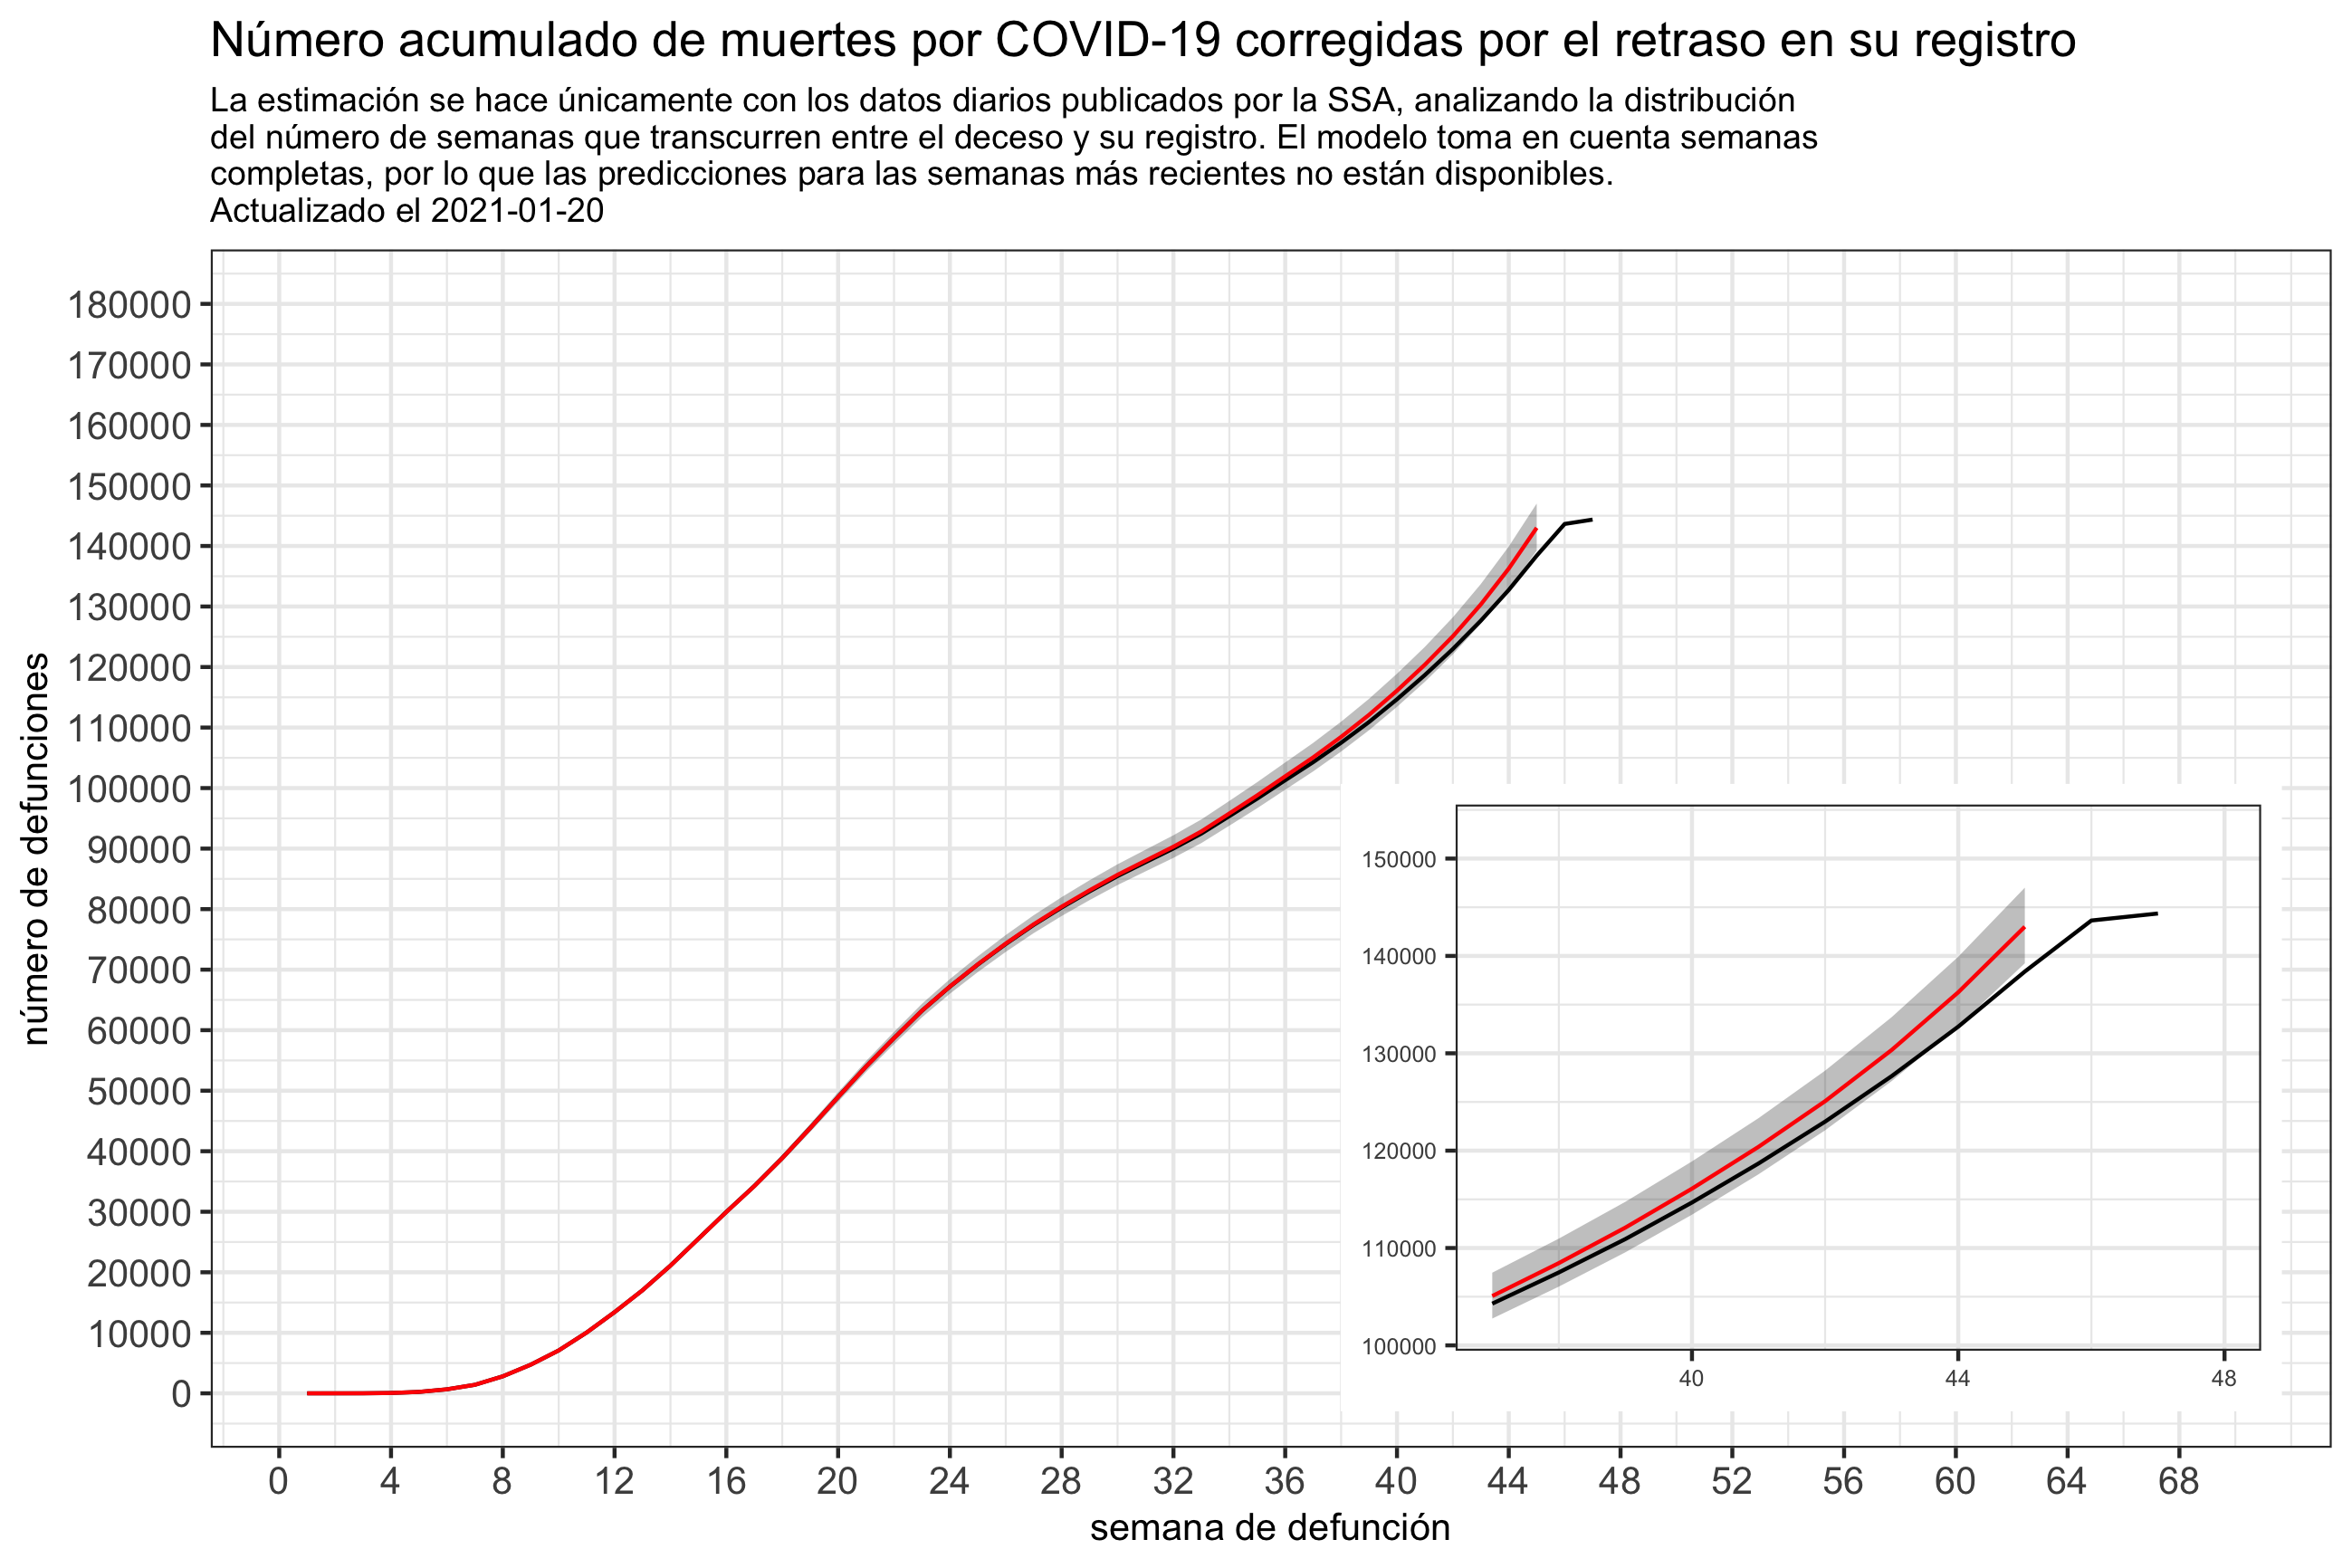 Número acumulado de muertes por COVID-19 corregidas por el retraso en su registro
La estimación se hace únicamente con los datos diarios publicados por la SSA, analizando la distribución
del número de semanas que transcurren entre el deceso y su registro. El modelo toma en cuenta semanas
completas, por lo que las predicciones para las semanas más recientes no están disponibles.
Actualizado el 2021-01-20
número de defunciones
180000
170000
160000
150000
140000
130000
120000
110000
100000
90000
80000
70000
60000
50000
40000
30000
20000
10000
0
150000
140000
130000
120000
110000
100000
40 44 48
0 4 8 12 16 20 24 28 32 36 40 44 48 52 56 60 64 68
semana de defunción